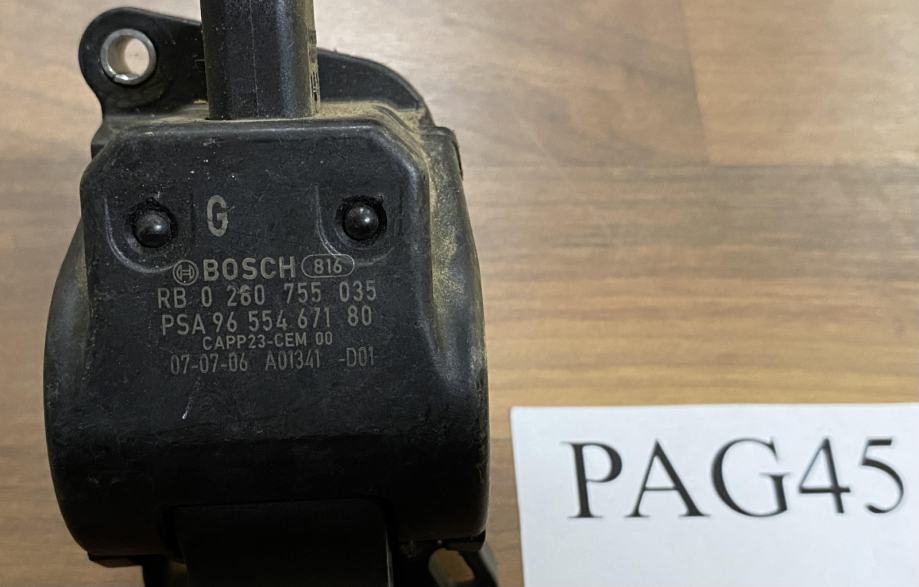 G
BOSCH 816
RB 0 260 755 035
PSA 96 554 671 80
CAPP23-CEM 00
07-07-06 A01341 -D01
PAG45